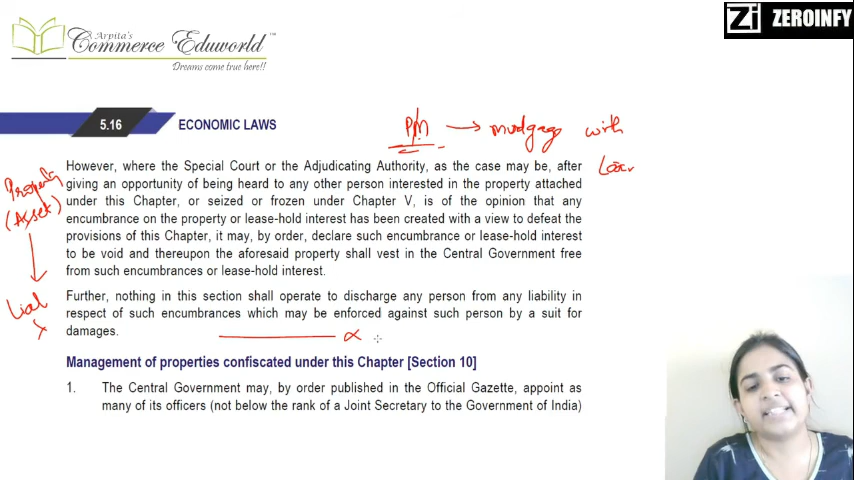 Zi ZEROINFY
Arpita's
Commerce Eduworld™
Dreams come true here!!
5.16 ECONOMIC LAWS
PM → mudgage with
However, where the Special Court or the Adjudicating Authority, as the case may be, after
giving an opportunity of being heard to any other person interested in the property attached
under this Chapter, or seized or frozen under Chapter V, is of the opinion that any
encumbrance on the property or lease-hold interest has been created with a view to defeat the
provisions of this Chapter, it may, by order, declare such encumbrance or lease-hold interest
to be void and thereupon the aforesaid property shall vest in the Central Government free
from such encumbrances or lease-hold interest.
Property
(Asset)
Further, nothing in this section shall operate to discharge any person from any liability in
respect of such encumbrances which may be enforced against such person by a suit for
damages.
Liab
x
Management of properties confiscated under this Chapter [Section 10]
1. The Central Government may, by order published in the Official Gazette, appoint as
many of its officers (not below the rank of a Joint Secretary to the Government of India)